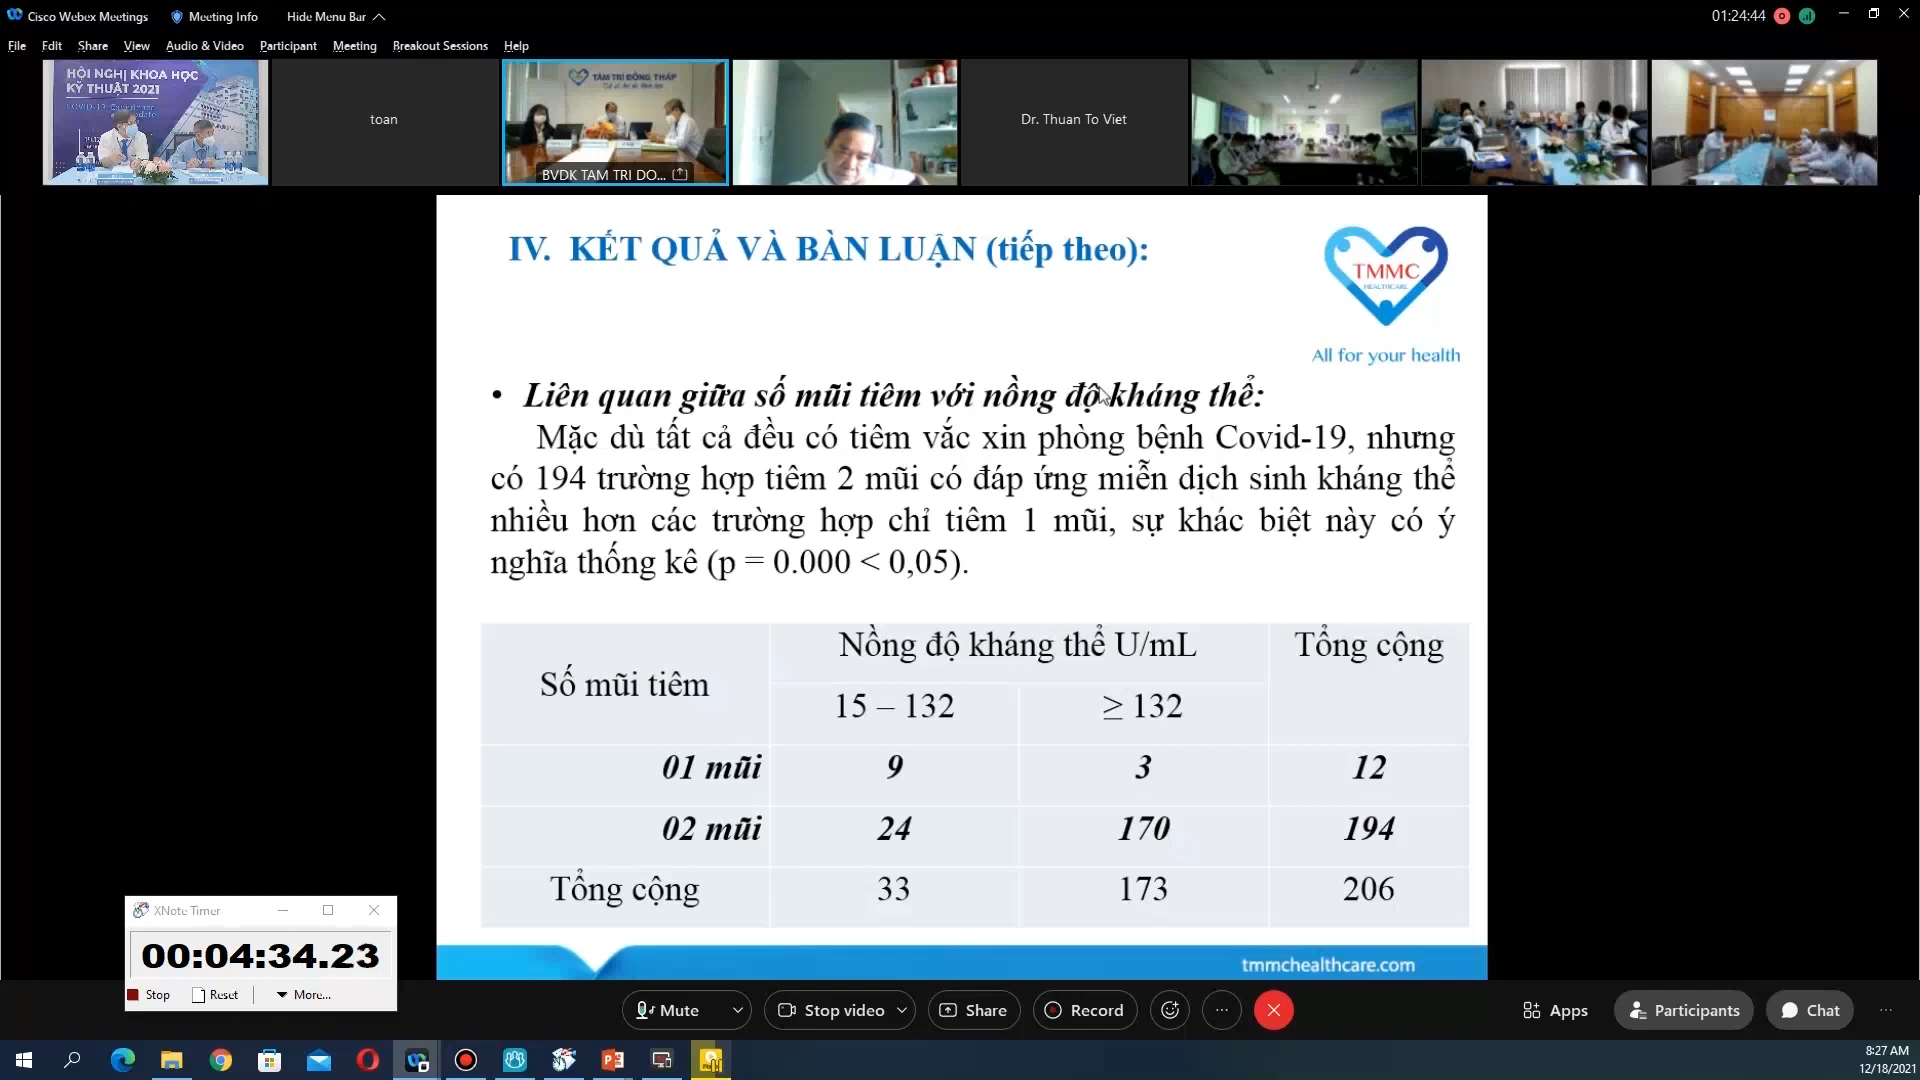 Cisco Webex Meetings
Meeting Info
Hide Menu Bar
01:24:44
File Edit Share View Audio & Video Participant Meeting Breakout Sessions Help
HỘI NGHỊ KHOA HỌC
KỸ THUẬT 2021
toan
TÂM TRÍ ĐỒNG THÁP
BVDK TAM TRI DO...
Dr. Thuan To Viet
IV. KẾT QUẢ VÀ BÀN LUẬN (tiếp theo):
TMMC
HEALTHCARE
All for your health
• Liên quan giữa số mũi tiêm với nồng độ kháng thể:
Mặc dù tất cả đều có tiêm vắc xin phòng bệnh Covid-19, nhưng
có 194 trường hợp tiêm 2 mũi có đáp ứng miễn dịch sinh kháng thể
nhiều hơn các trường hợp chỉ tiêm 1 mũi, sự khác biệt này có ý
nghĩa thống kê (p = 0.000 < 0,05).
Số mũi tiêm
Nồng độ kháng thể U/mL
Tổng cộng
15 – 132
≥ 132
01 mũi 9 3 12
02 mũi 24 170 194
Tổng cộng 33 173 206
tmmchealthcare.com
XNote Timer
00:04:34.23
Stop Reset More...
Mute
Stop video
Share
Record
Apps
Participants
Chat
8:27 AM
12/18/2021